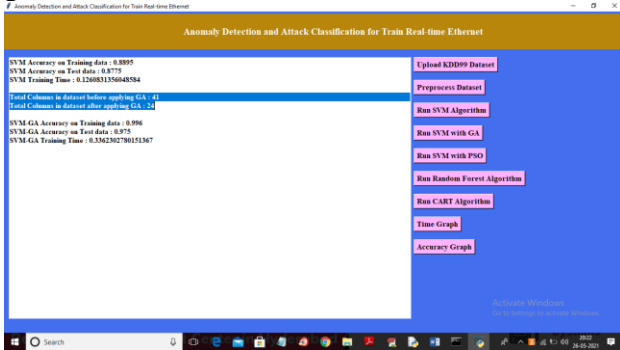 Anomaly Detection and Attack Classification for Train Real-time Ethernet
Anomaly Detection and Attack Classification for Train Real-time Ethernet
SVM Accuracy on Training data : 0.8895
SVM Accuracy on Test data : 0.8775
SVM Training Time : 0.1260831356048584
Total Columns in dataset before applying GA : 41
Total Columns in dataset after applying GA : 24
SVM-GA Accuracy on Training data : 0.996
SVM-GA Accuracy on Test data : 0.975
SVM-GA Training Time : 0.3362302780151367
Upload KDD99 Dataset
Preprocess Dataset
Run SVM Algorithm
Run SVM with GA
Run SVM with PSO
Run Random Forest Algorithm
Run CART Algorithm
Time Graph
Accuracy Graph
Activate Windows
Go to Settings to activate Windows.
Search
20:22
26-05-2021